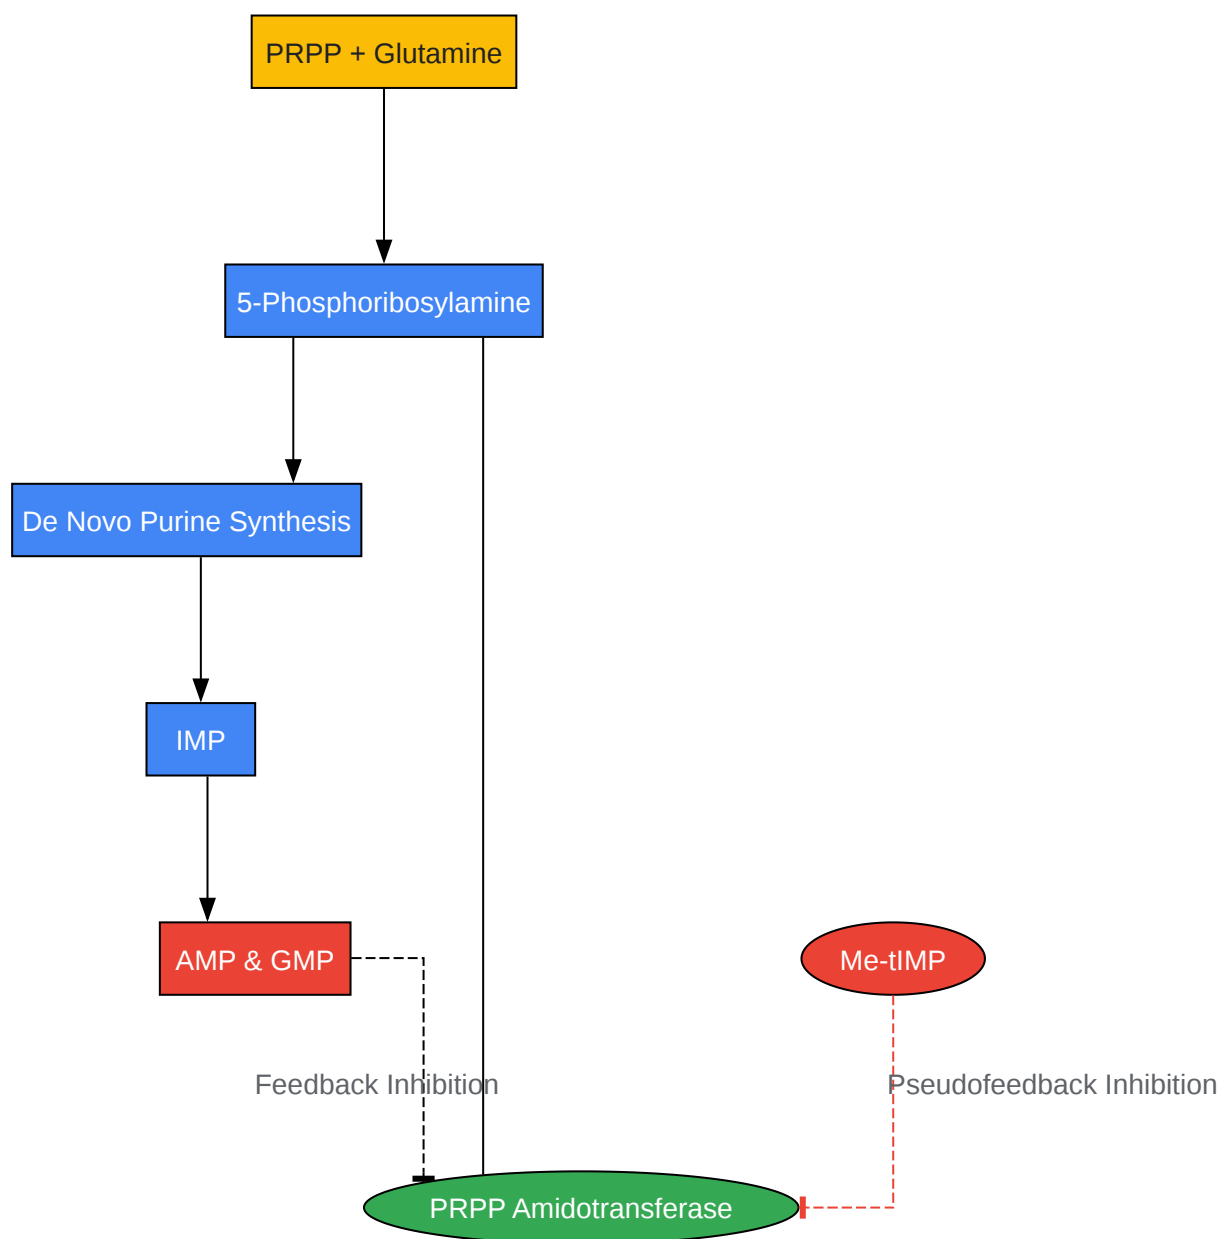 PRPP + Glutamine
5-Phosphoribosylamine
De Novo Purine Synthesis
IMP
AMP & GMP
Me-tIMP
Feedback Inhibition
Pseudofeedback Inhibition
PRPP Amidotransferase